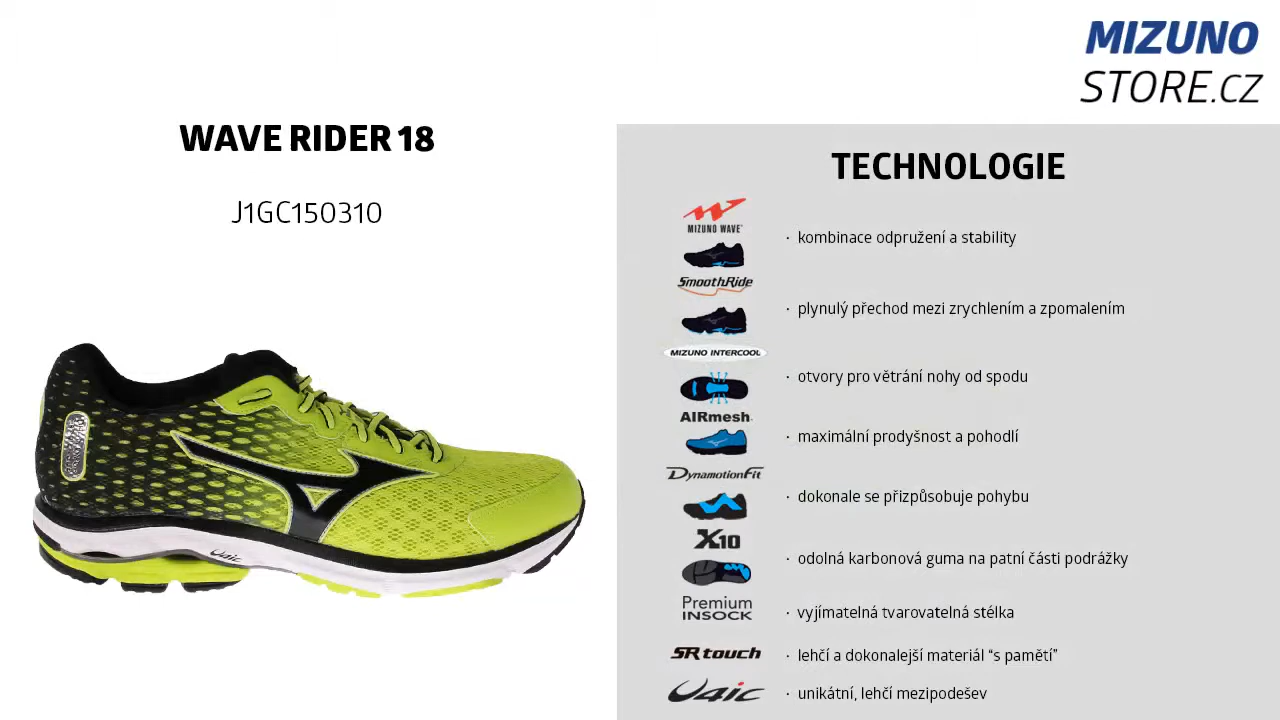 MIZUNO
STORE.CZ
WAVE RIDER 18
J1GC150310
U4ic
TECHNOLOGIE
MIZUNO WAVE
· kombinace odpružení a stability
SmoothRide
· plynulý přechod mezi zrychlením a zpomalením
MIZUNO INTERCOOL
· otvory pro větrání nohy od spodu
AIRmesh
· maximální prodyšnost a pohodlí
DynamotionFit
· dokonale se přizpůsobuje pohybu
X10
· odolná karbonová guma na patní části podrážky
Premium
INSOCK
· vyjímatelná tvarovatelná stélka
SR touch
· lehčí a dokonalejší materiál “s pamětí”
U4ic
· unikátní, lehčí mezipodešev